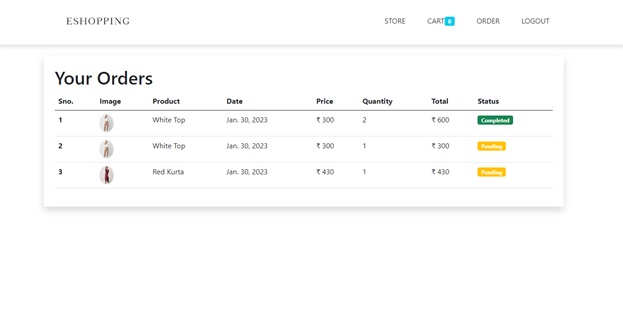 ESHOPPING STORE CART 0 ORDER LOGOUT
Your Orders
Sno. Image Product Date Price Quantity Total Status
1 White Top Jan. 30, 2023 ₹ 300 2 ₹ 600 Completed
2 White Top Jan. 30, 2023 ₹ 300 1 ₹ 300 Pending
3 Red Kurta Jan. 30, 2023 ₹ 430 1 ₹ 430 Pending